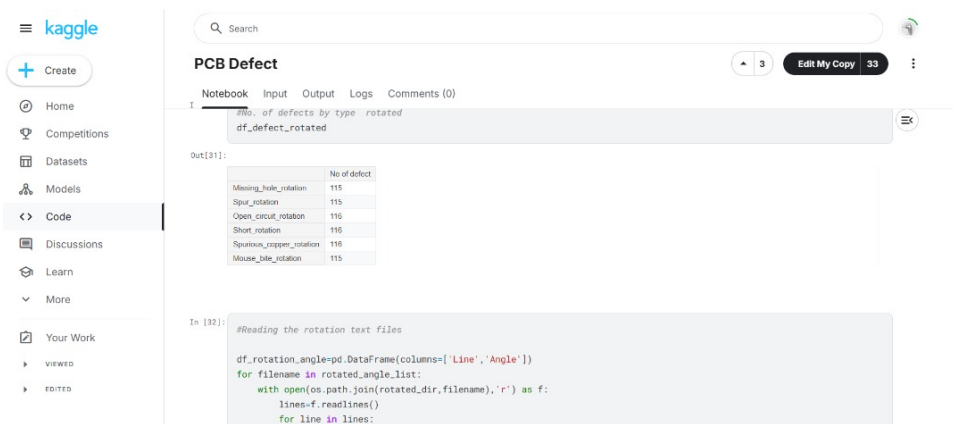 kaggle
Search
Create
PCB Defect
3
Edit My Copy 33
Notebook Input Output Logs Comments (0)
Home
Competitions
Datasets
Models
Code
Discussions
Learn
More
Your Work
VIEWED
EDITED
#No. of defects by type rotated
df_defect_rotated
Out[31]:
No of defect
Missing_hole_rotation 115
Spur_rotation 115
Open_circuit_rotation 116
Short_rotation 116
Spurious_copper_rotation 116
Mouse_bite_rotation 115
In [32]:
#Reading the rotation text files
df_rotation_angle=pd.DataFrame(columns=['Line','Angle'])
for filename in rotated_angle_list:
with open(os.path.join(rotated_dir,filename),'r') as f:
lines=f.readlines()
for line in lines: